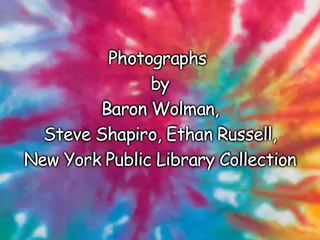 Photographs
by
Baron Wolman,
Steve Shapiro, Ethan Russell,
New York Public Library Collection